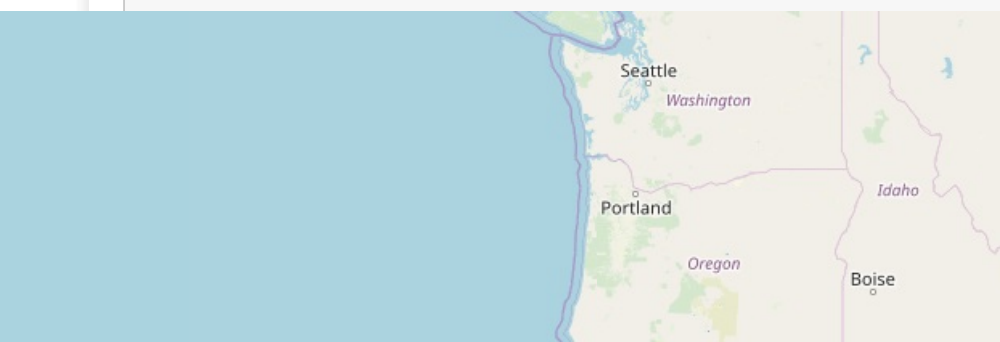 Seattle
Washington
Idaho
Portland
Oregon
Boise